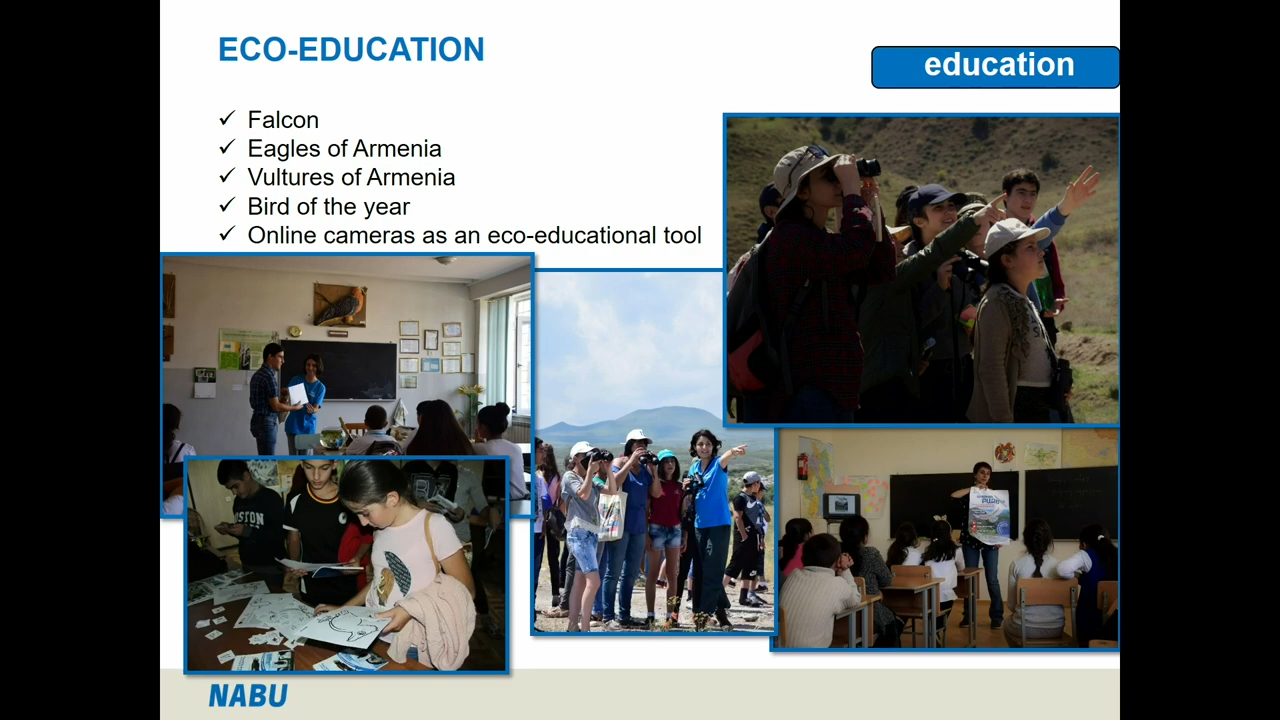 ECO-EDUCATION
education
✓ Falcon
✓ Eagles of Armenia
✓ Vultures of Armenia
✓ Bird of the year
✓ Online cameras as an eco-educational tool
NABU